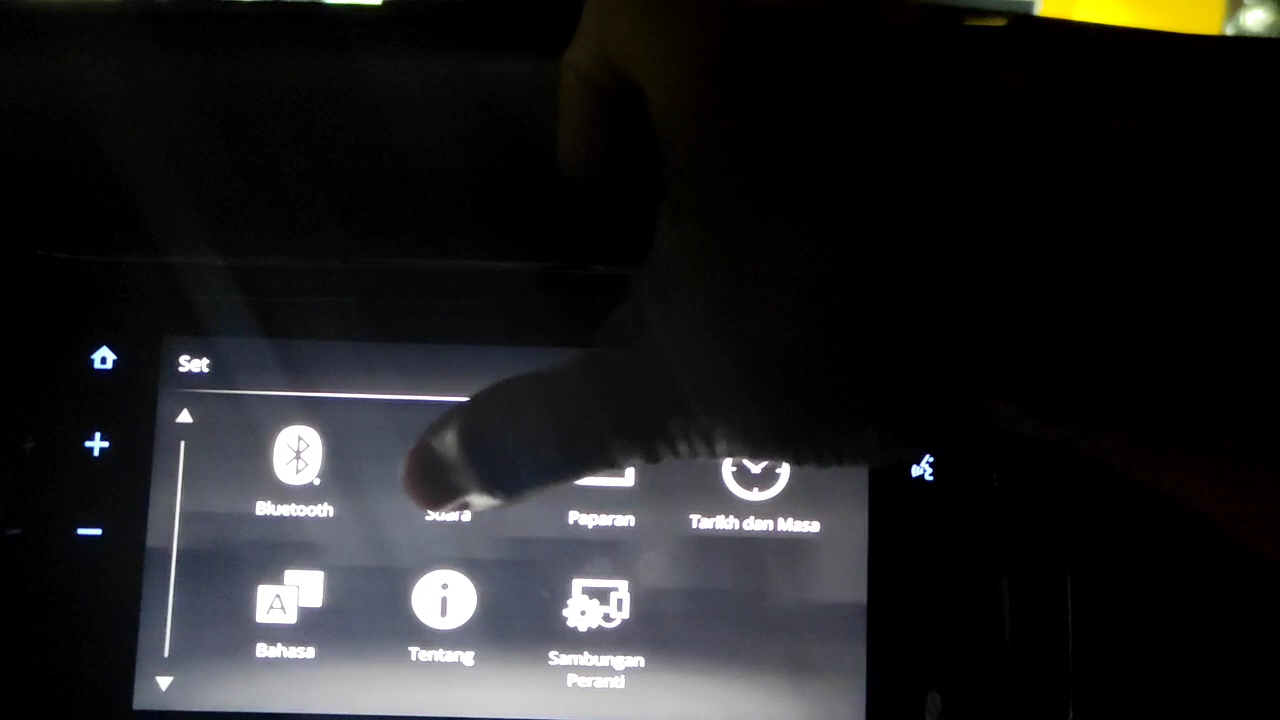 Set
Bluetooth
Suara
Paparan
Tarikh dan Masa
A
Bahasa
Tentang
Sambungan
Peranti